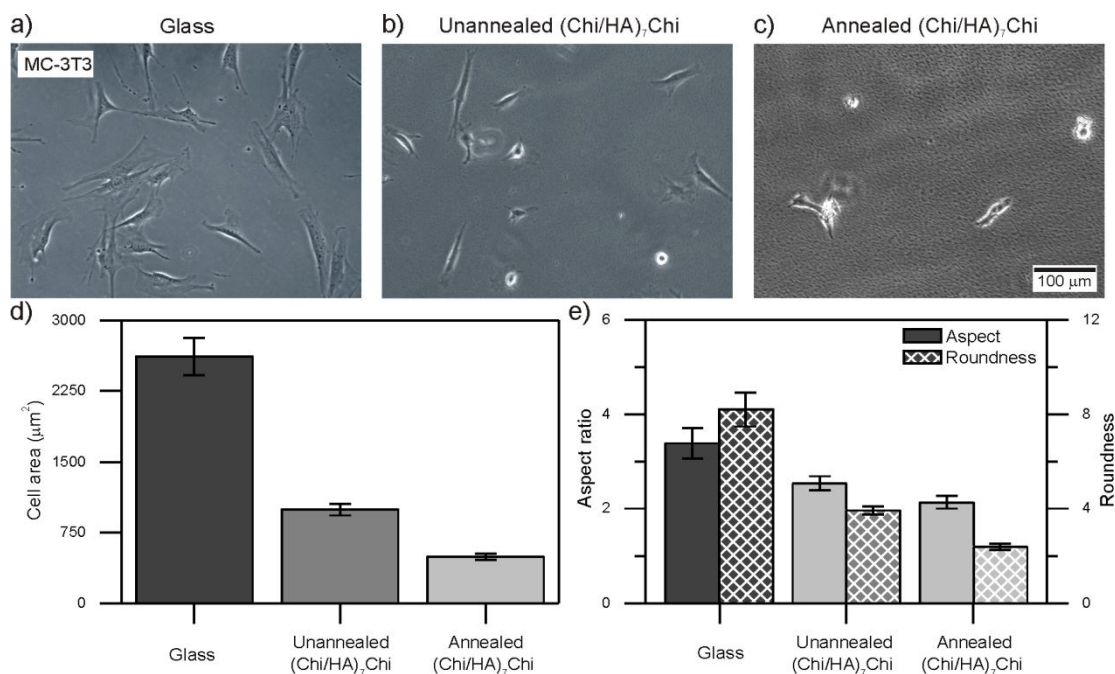 a) Glass
b) Unannealed (Chi/HA)₇Chi
c) Annealed (Chi/HA)₇Chi
MC-3T3
100 μm
d)
Cell area (μm²)
3000
2250
1500
750
0
Glass
Unannealed
(Chi/HA)₇Chi
Annealed
(Chi/HA)₇Chi
e)
Aspect ratio
6
4
2
0
Aspect
Roundness
12
8
4
0
Roundness
Glass
Unannealed
(Chi/HA)₇Chi
Annealed
(Chi/HA)₇Chi